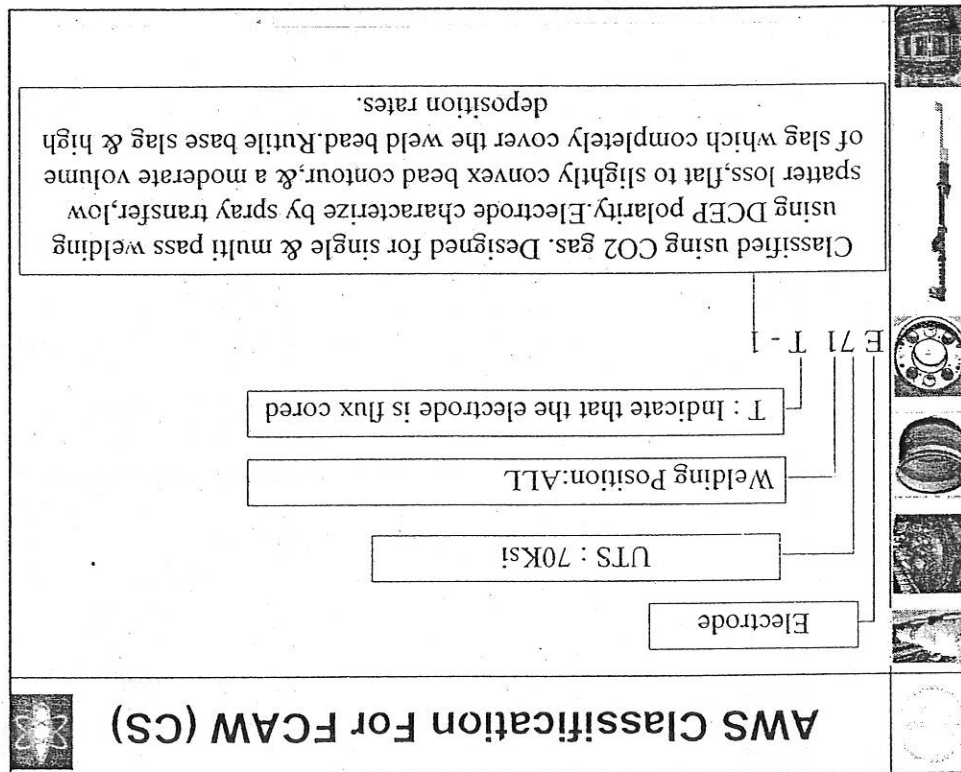 AWS Classification For FCAW (CS)
Electrode
UTS : 70Ksi
Welding Position:ALL
T : Indicate that the electrode is flux cored
E 71 T - 1
Classified using CO2 gas. Designed for single & multi pass welding
using DCEP polarity.Electrode characterize by spray transfer,low
spatter loss,flat to slightly convex bead contour,& a moderate volume
of slag which completely cover the weld bead.Rutile base slag & high
deposition rates.